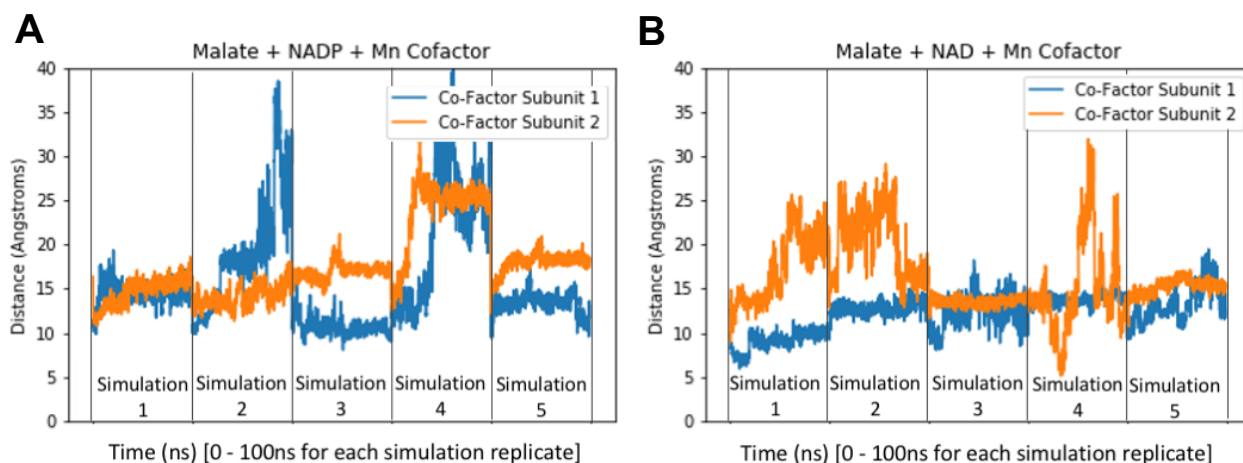 A
Malate + NADP + Mn Cofactor
Distance (Angstroms)
40
35
30
25
20
15
10
5
0
Co-Factor Subunit 1
Co-Factor Subunit 2
Simulation 1
Simulation 2
Simulation 3
Simulation 4
Simulation 5
Time (ns) [0 - 100ns for each simulation replicate]
B
Malate + NAD + Mn Cofactor
Distance (Angstroms)
40
35
30
25
20
15
10
5
0
Co-Factor Subunit 1
Co-Factor Subunit 2
Simulation 1
Simulation 2
Simulation 3
Simulation 4
Simulation 5
Time (ns) [0 - 100ns for each simulation replicate]